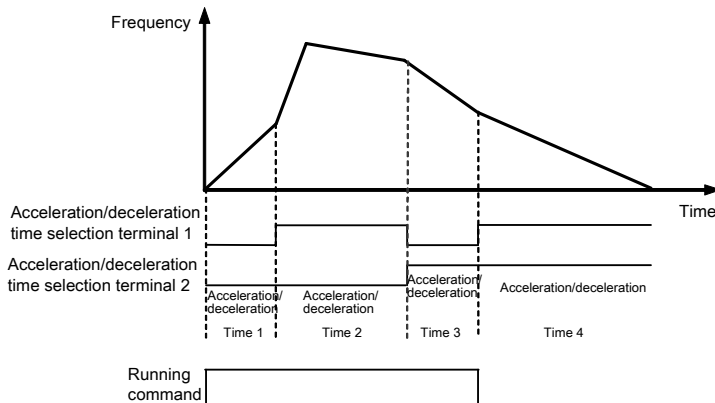 Frequency
Time
Acceleration/deceleration
time selection terminal 1
Acceleration/deceleration
time selection terminal 2
Acceleration/
deceleration
Acceleration/
deceleration
Acceleration/
deceleration
Acceleration/deceleration
Time 1
Time 2
Time 3
Time 4
Running
command